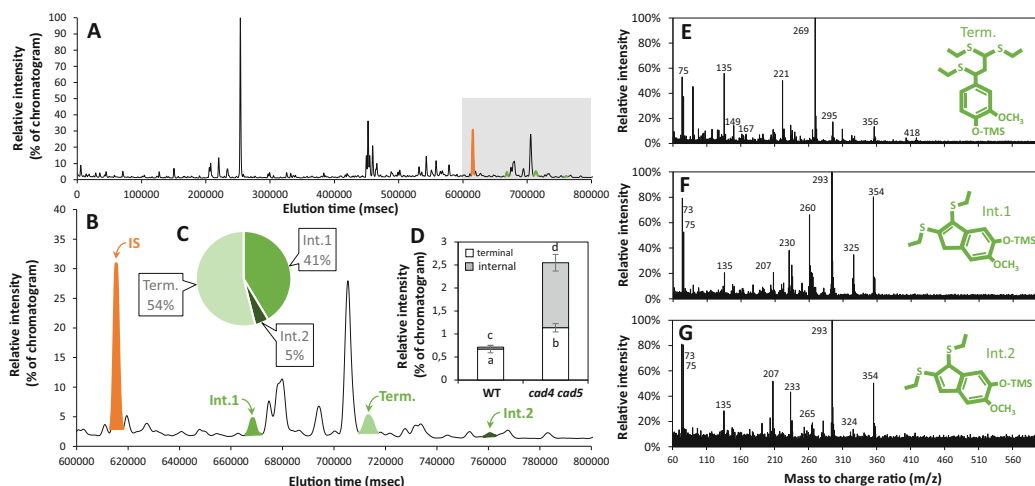 A
Relative intensity
(% of chromatogram)
100
90
80
70
60
50
40
30
20
10
0
0
100000
200000
300000
400000
500000
600000
700000
800000
Elution time (msec)
B
Relative intensity
(% of chromatogram)
40
35
30
25
20
15
10
5
0
IS
Int.1
Term.
Int.2
600000
620000
640000
660000
680000
700000
720000
740000
760000
780000
800000
Elution time (msec)
C
Int.1
41%
Term.
54%
Int.2
5%
D
Relative intensity
(% of chromatogram)
3
2,5
2
1,5
1
0,5
0
terminal
internal
c
a
d
b
WT
cad4 cad5
E
Relative intensity
100%
80%
60%
40%
20%
0%
75
135
149
167
221
269
295
356
418
Term.
S
S
S
OCH3
O-TMS
F
Relative intensity
100%
80%
60%
40%
20%
0%
73
75
135
207
230
260
293
325
354
Int.1
S
S
O-TMS
OCH3
G
Relative intensity
100%
80%
60%
40%
20%
0%
73
75
135
207
233
265
293
324
354
Int.2
S
S
O-TMS
OCH3
60
110
160
210
260
310
360
410
460
510
560
Mass to charge ratio (m/z)